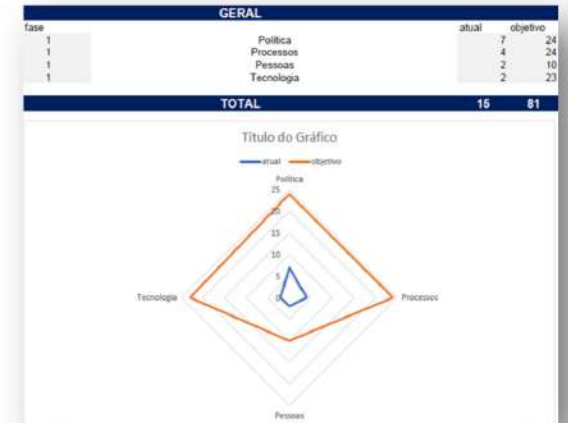 GERAL
fase atual objetivo
1 Política 7 24
1 Processos 4 24
1 Pessoas 2 10
1 Tecnologia 2 23
TOTAL 15 81
Título do Gráfico
atual objetivo
Política
25
20
15
10
5
0
Tecnologia
Processos
Pessoas